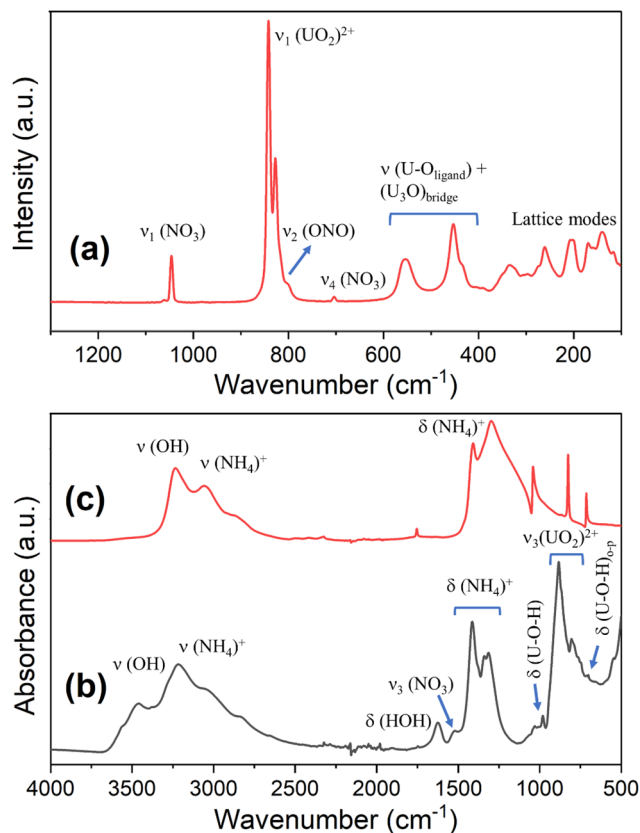 ν₁ (UO₂)²⁺
ν (U-O_ligand) +
(U₃O)_bridge
Lattice modes
ν₁ (NO₃)
ν₂ (ONO)
ν₄ (NO₃)
(a)
Intensity (a.u.)
1200 1000 800 600 400 200
Wavenumber (cm⁻¹)
δ (NH₄)⁺
ν (OH)
ν (NH₄)⁺
(c)
ν₃(UO₂)²⁺
δ (NH₄)⁺
δ (U-O-H)
δ (U-O-H)ₒ₋ₚ
ν (OH)
ν (NH₄)⁺
ν₃ (NO₃)
δ (HOH)
(b)
Absorbance (a.u.)
4000 3500 3000 2500 2000 1500 1000 500
Wavenumber (cm⁻¹)